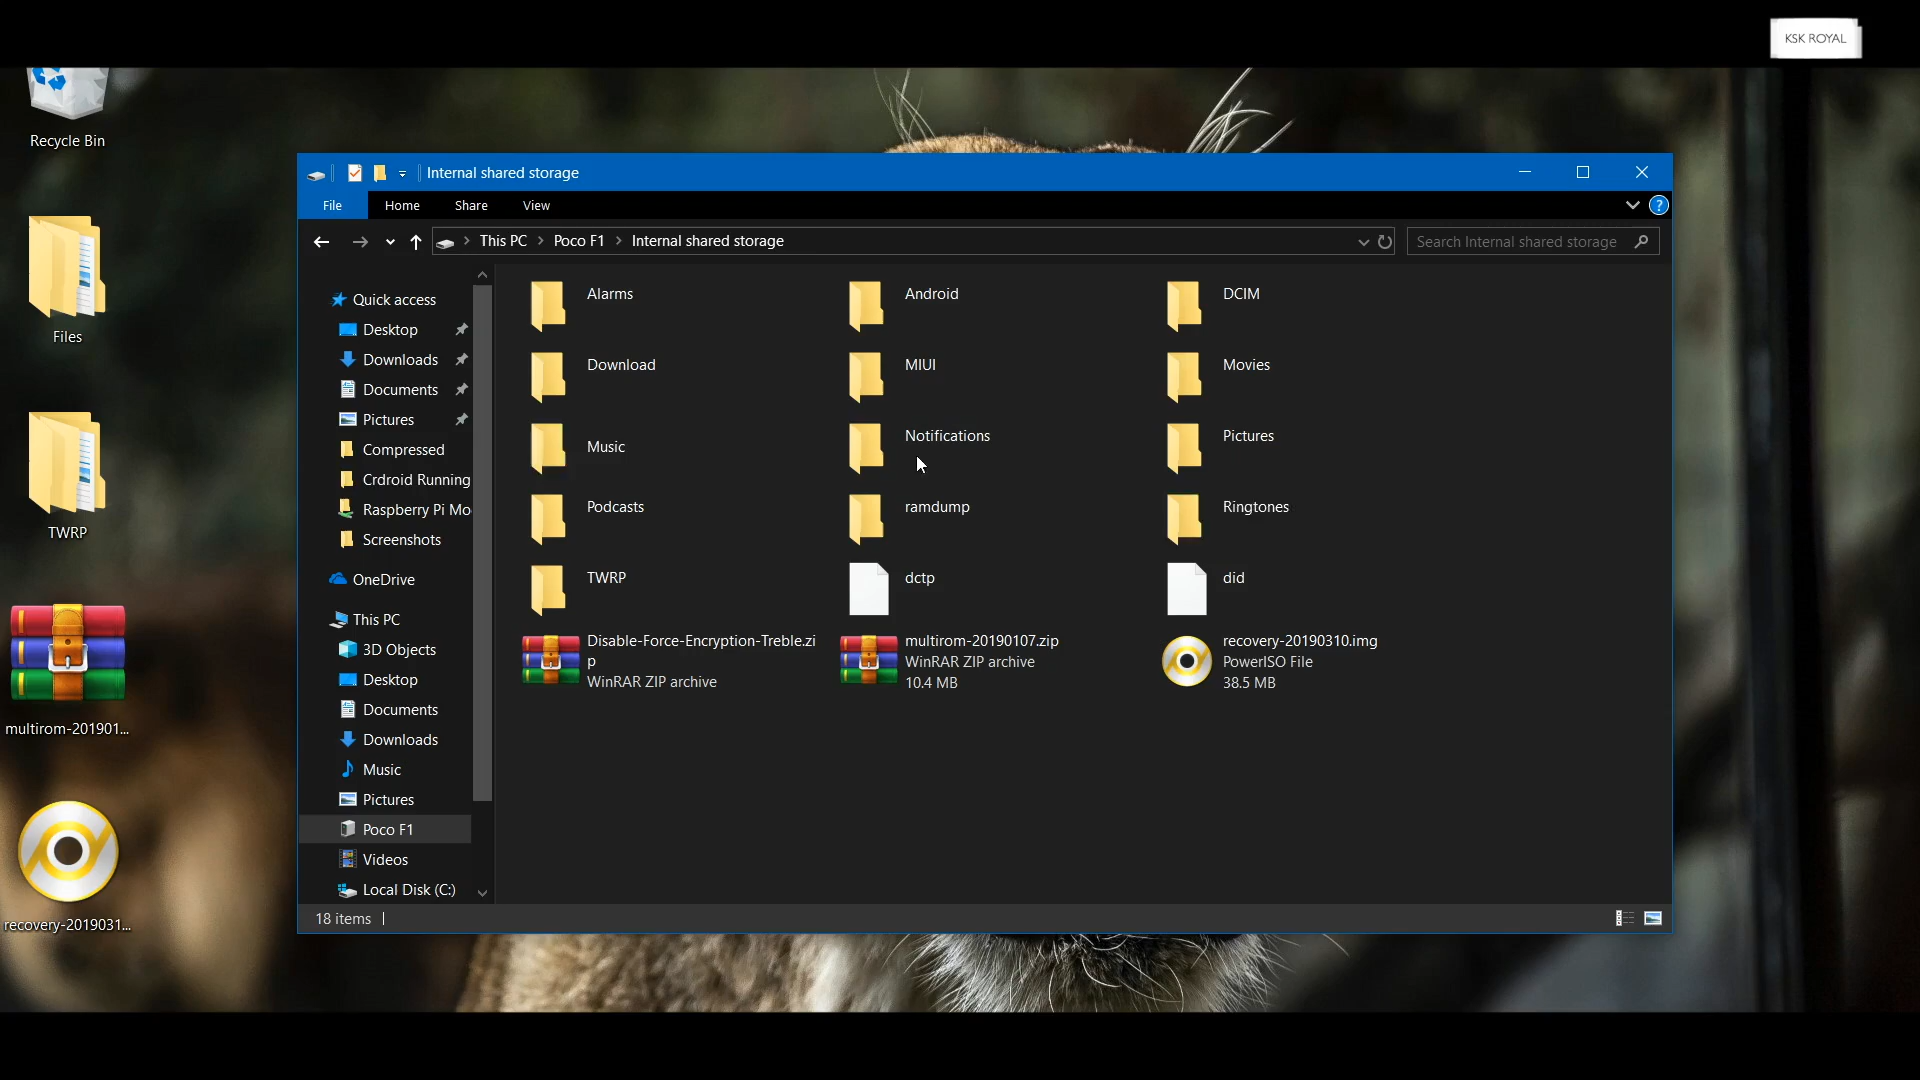 KSK ROYAL
Recycle Bin
Files
TWRP
multirom-201901...
recovery-2019031...
Internal shared storage
File Home Share View
?
This PC > Poco F1 > Internal shared storage
Search Internal shared storage
Quick access
Desktop
Downloads
Documents
Pictures
Compressed
Crdroid Running
Raspberry Pi Mo
Screenshots
OneDrive
This PC
3D Objects
Desktop
Documents
Downloads
Music
Pictures
Poco F1
Videos
Local Disk (C:)
Alarms
Android
DCIM
Download
MIUI
Movies
Music
Notifications
Pictures
Podcasts
ramdump
Ringtones
TWRP
dctp
did
Disable-Force-Encryption-Treble.zi
p
WinRAR ZIP archive
multirom-20190107.zip
WinRAR ZIP archive
10.4 MB
recovery-20190310.img
PowerISO File
38.5 MB
18 items